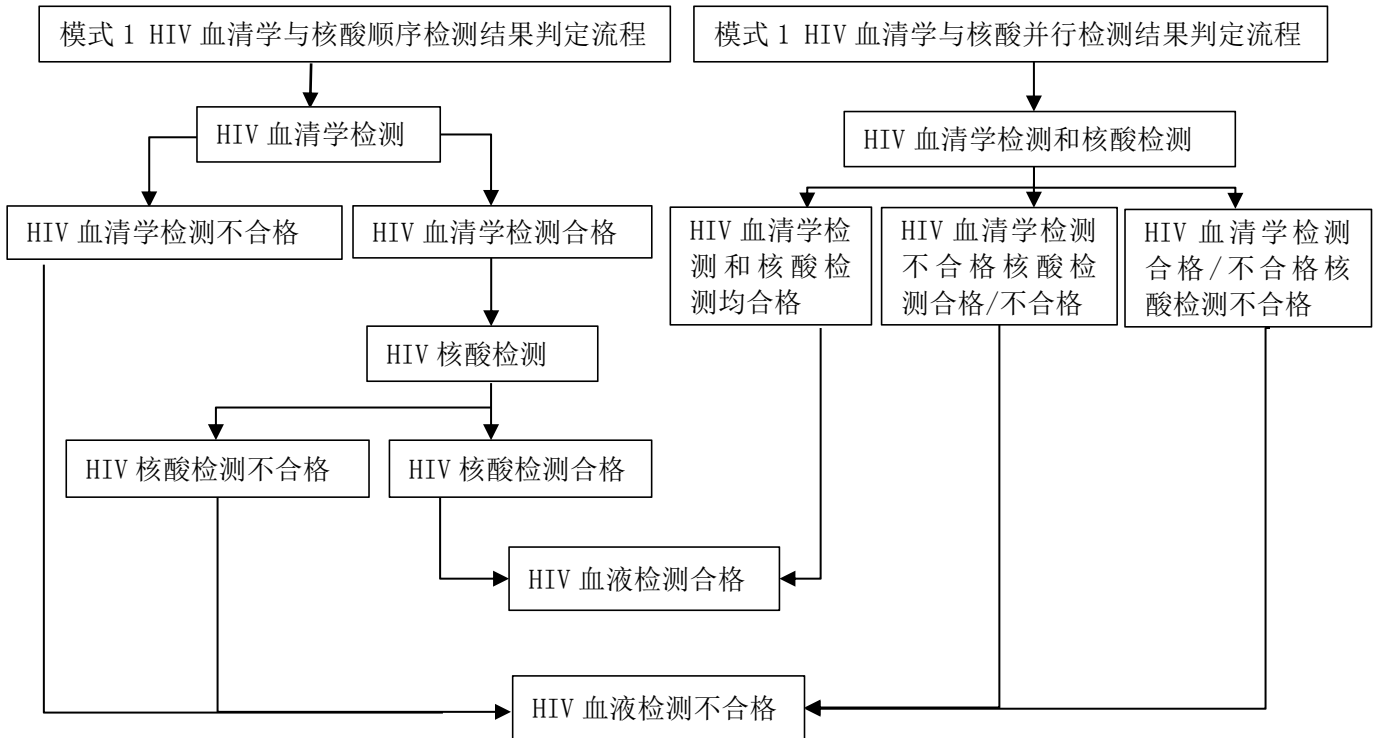 模式 1 HIV 血清学与核酸顺序检测结果判定流程
模式 1 HIV 血清学与核酸并行检测结果判定流程
HIV 血清学检测
HIV 血清学检测和核酸检测
HIV 血清学检测不合格
HIV 血清学检测合格
HIV 血清学检
测和核酸检
测均合格
HIV 血清学检测
不合格核酸检
测合格/不合格
HIV 血清学检测
合格/不合格核
酸检测不合格
HIV 核酸检测
HIV 核酸检测不合格
HIV 核酸检测合格
HIV 血液检测合格
HIV 血液检测不合格